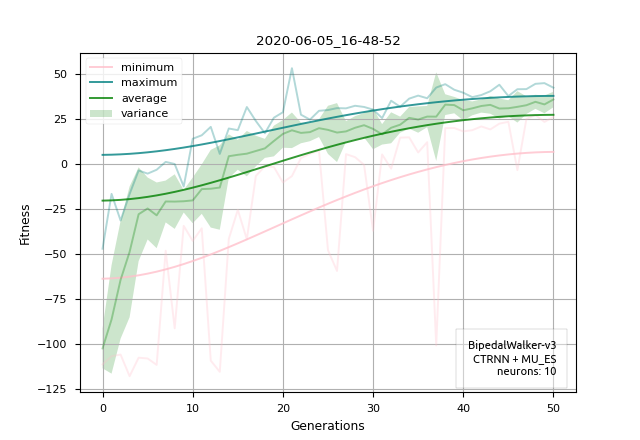 2020-06-05_16-48-52
minimum
maximum
average
variance
50
25
0
−25
−50
−75
−100
−125
Fitness
BipedalWalker-v3
CTRNN + MU_ES
neurons: 10
0 10 20 30 40 50
Generations